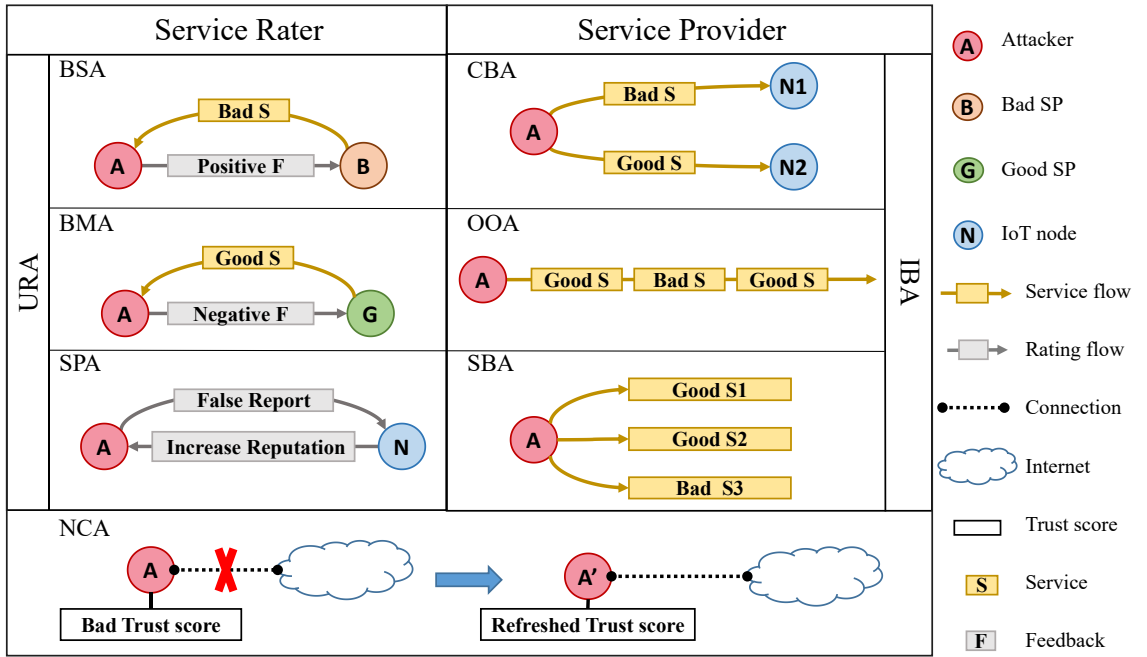 Service Rater
Service Provider
URA
IBA
BSA
Bad S
A
Positive F
B
CBA
A
Bad S
N1
Good S
N2
BMA
Good S
A
Negative F
G
OOA
A
Good S
Bad S
Good S
SPA
False Report
A
Increase Reputation
N
SBA
A
Good S1
Good S2
Bad S3
NCA
A
Bad Trust score
A’
Refreshed Trust score
A Attacker
B Bad SP
G Good SP
N IoT node
Service flow
Rating flow
Connection
Internet
Trust score
S Service
F Feedback